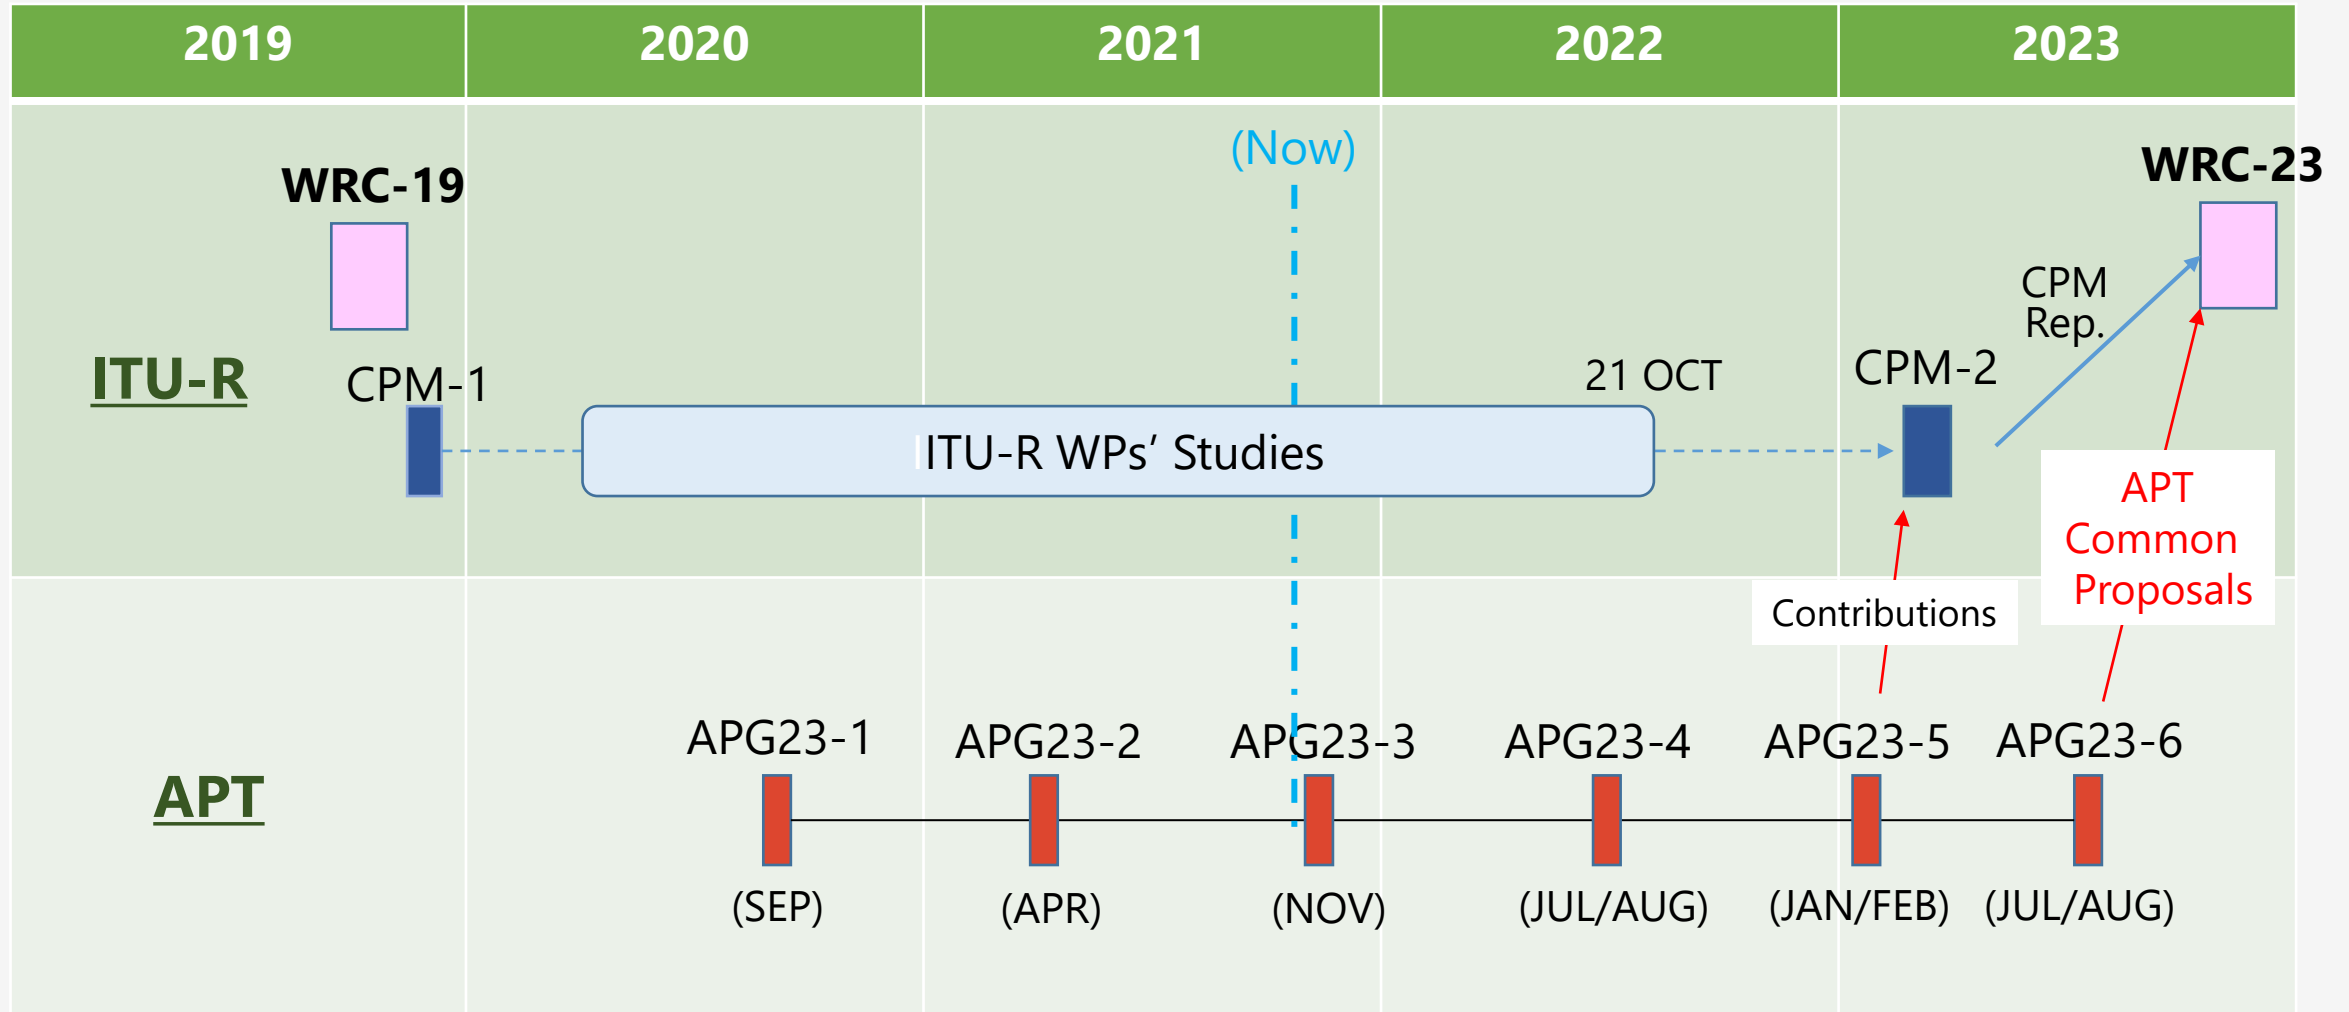 2019
2020
2021
2022
2023
(Now)
WRC-19
WRC-23
CPM
Rep.
ITU-R
CPM-1
21 OCT
CPM-2
ITU-R WPs’ Studies
APT
Common
Proposals
Contributions
APT
APG23-1
APG23-2
APG23-3
APG23-4
APG23-5
APG23-6
(SEP)
(APR)
(NOV)
(JUL/AUG)
(JAN/FEB)
(JUL/AUG)